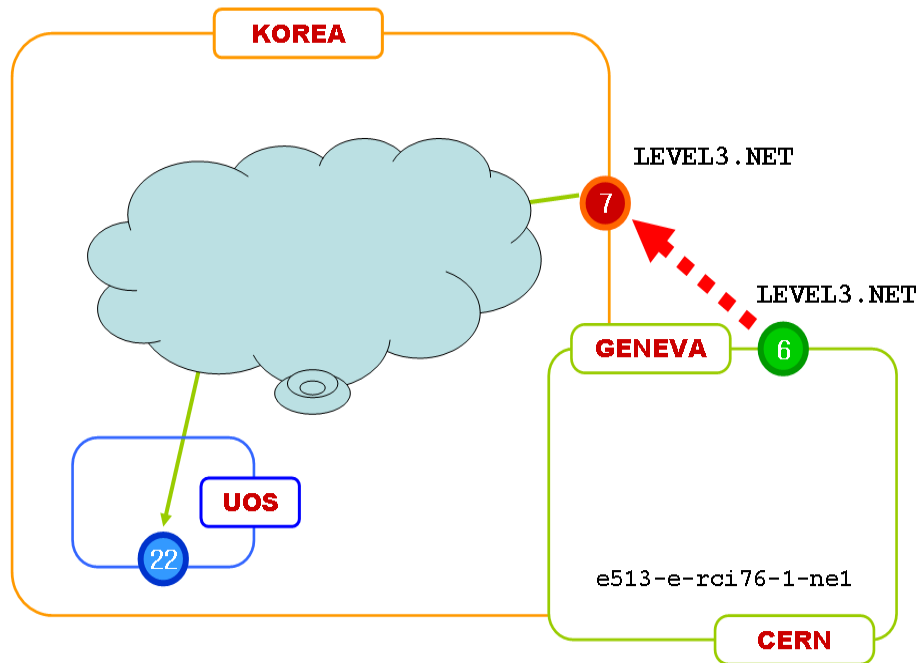 KOREA
LEVEL3.NET
7
LEVEL3.NET
GENEVA
6
UOS
22
e513-e-rci76-1-ne1
CERN